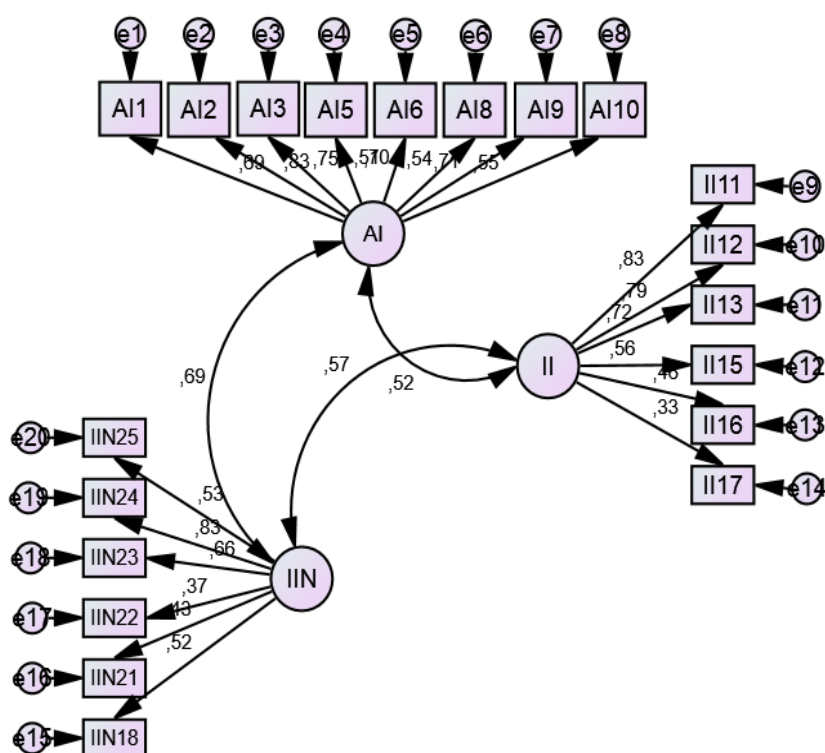 e1 e2 e3 e4 e5 e6 e7 e8
AI1 AI2 AI3 AI5 AI6 AI8 AI9 AI10
,69 ,83 ,75 ,57 ,70 ,54 ,71 ,55
AI
II11 e9
II12 e10
II13 e11
II15 e12
II16 e13
II17 e14
,83
,79
,72
,56
,46
,33
II
,57
,52
,69
e20 IIN25
e19 IIN24
e18 IIN23
e17 IIN22
e16 IIN21
e15 IIN18
,53
,83
,66
,37
,43
,52
IIN